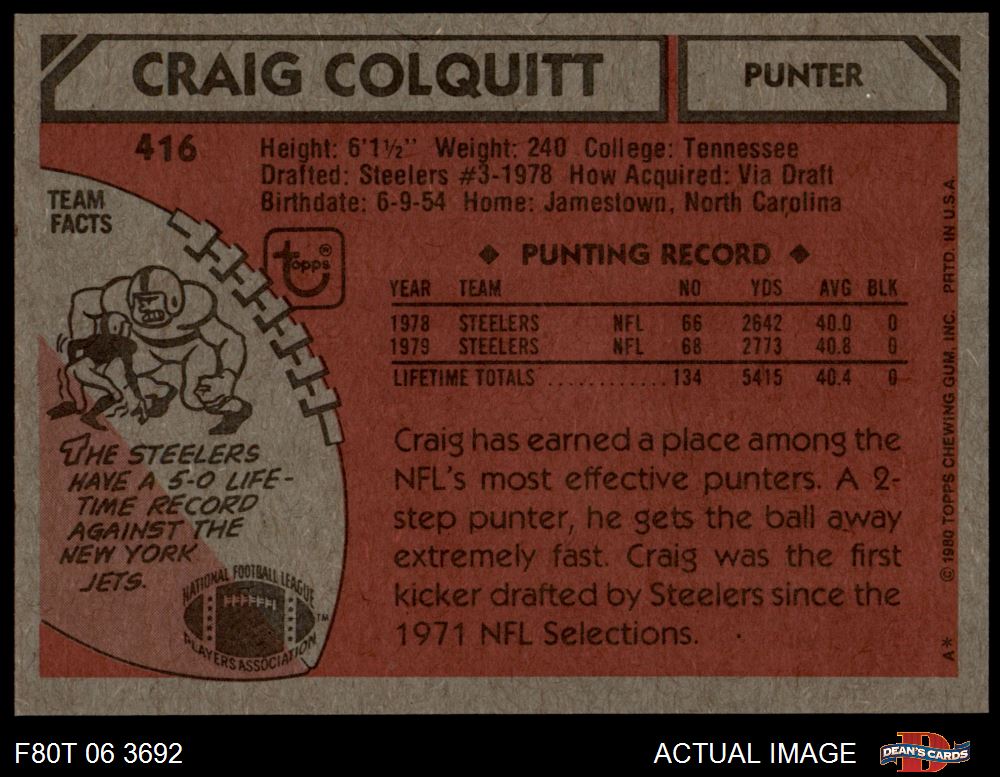 CRAIG COLQUITT
PUNTER
416
Height: 6'1½" Weight: 240 College: Tennessee
Drafted: Steelers #3-1978 How Acquired: Via Draft
Birthdate: 6-9-54 Home: Jamestown, North Carolina
TEAM
FACTS
Topps®
THE STEELERS
HAVE A 5-0 LIFE-
TIME RECORD
AGAINST THE
NEW YORK
JETS.
NATIONAL FOOTBALL LEAGUE
PLAYERS ASSOCIATION
TM
◆ PUNTING RECORD ◆
YEAR TEAM NO YDS AVG BLK
1978 STEELERS NFL 66 2642 40.0 0
1979 STEELERS NFL 68 2773 40.8 0
LIFETIME TOTALS ............ 134 5415 40.4 0
Craig has earned a place among the
NFL's most effective punters. A 2-
step punter, he gets the ball away
extremely fast. Craig was the first
kicker drafted by Steelers since the
1971 NFL Selections.
A* © 1980 TOPPS CHEWING GUM, INC. PRTD. IN U.S.A.
F80T 06 3692
ACTUAL IMAGE
D
DEAN'S CARDS